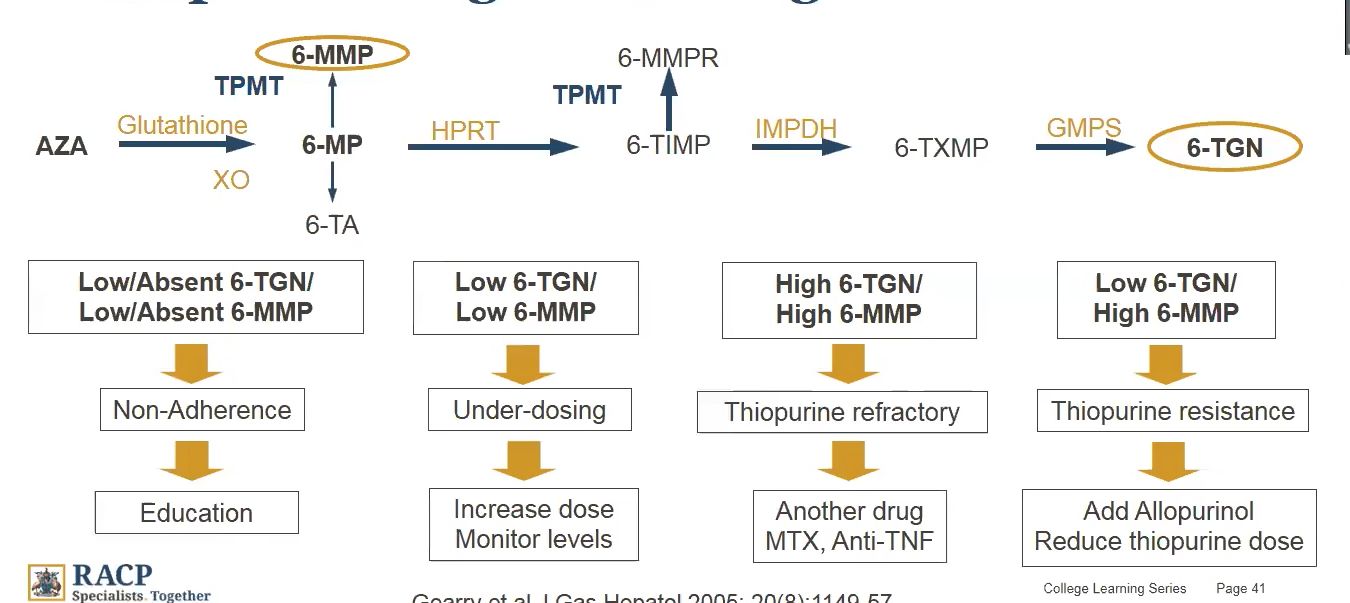 6-MMP
6-MMPR
TPMT
TPMT
Glutathione
HPRT
IMPDH
GMPS
AZA
6-MP
6-TIMP
6-TXMP
6-TGN
XO
6-TA
Low/Absent 6-TGN/
Low/Absent 6-MMP
Non-Adherence
Education
Low 6-TGN/
Low 6-MMP
Under-dosing
Increase dose
Monitor levels
High 6-TGN/
High 6-MMP
Thiopurine refractory
Another drug
MTX, Anti-TNF
Low 6-TGN/
High 6-MMP
Thiopurine resistance
Add Allopurinol
Reduce thiopurine dose
RACP
Specialists. Together
College Learning Series Page 41
Gearry et al J Gas Hepatol 2005; 20(8):1149-57